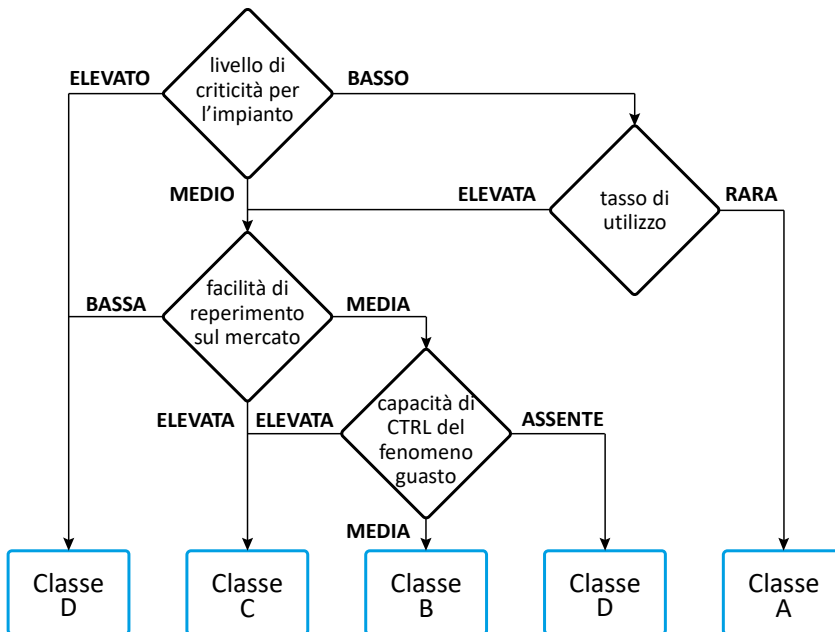 livello di
criticità per
l'impianto
ELEVATO
BASSO
MEDIO
ELEVATA
tasso di
utilizzo
RARA
BASSA
facilità di
reperimento
sul mercato
MEDIA
ELEVATA
ELEVATA
capacità di
CTRL del
fenomeno
guasto
ASSENTE
MEDIA
Classe
D
Classe
C
Classe
B
Classe
D
Classe
A